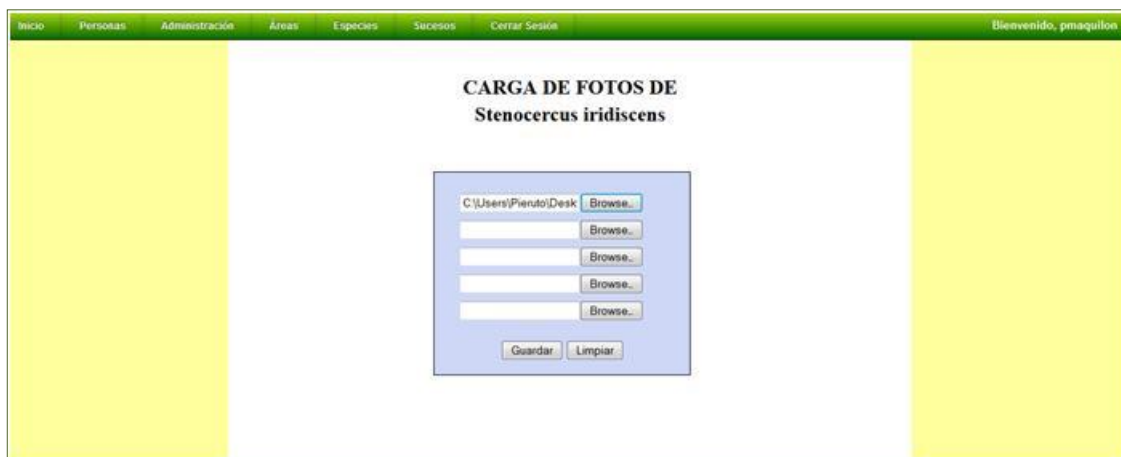 Inicio Personas Administración Áreas Especies Sucesos Cerrar Sesión Bienvenido, pmaquilon
CARGA DE FOTOS DE
Stenocercus iridiscens
C:\Users\Pieruto\Desk Browse..
Browse..
Browse..
Browse..
Browse..
Guardar Limpiar